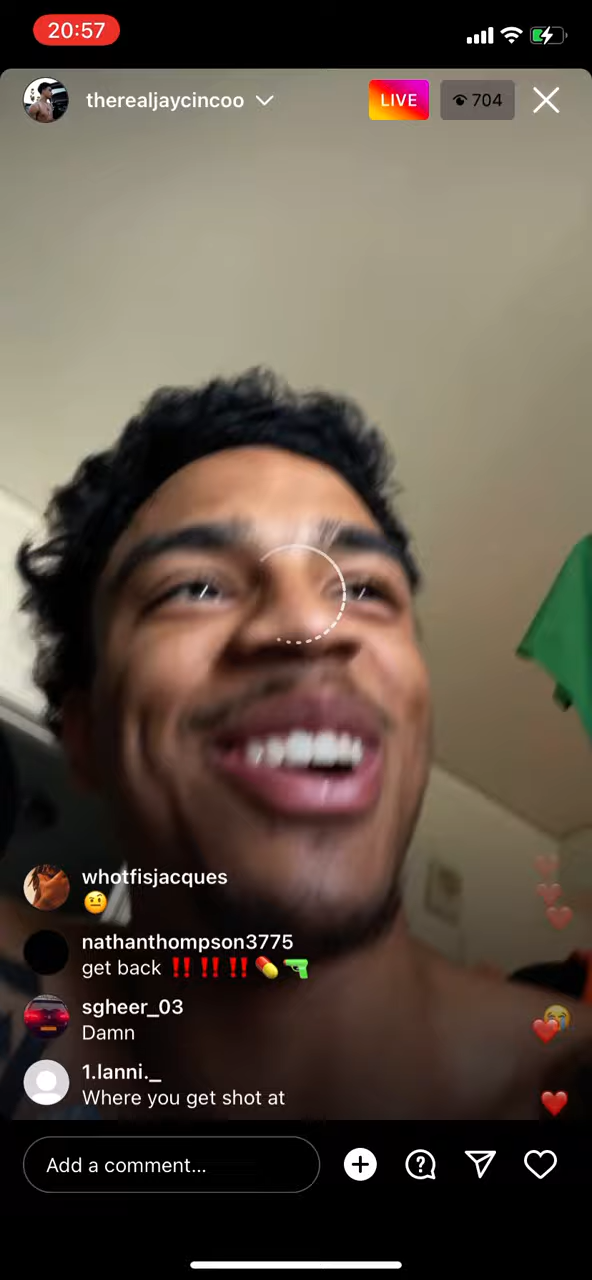 20:57
therealjaycincoo
LIVE
704
whotfisjacques
🤨
nathanthompson3775
get back ‼️‼️‼️💊🔫
sgheer_03
Damn
1.lanni._
Where you get shot at
Add a comment...